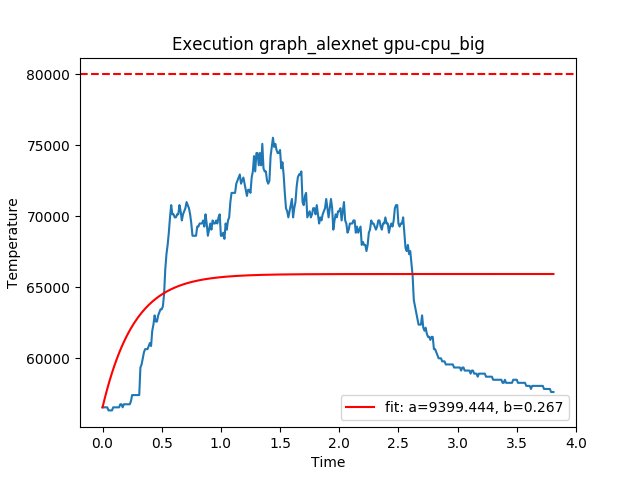 Execution graph_alexnet gpu-cpu_big
Temperature
80000
75000
70000
65000
60000
fit: a=9399.444, b=0.267
0.0 0.5 1.0 1.5 2.0 2.5 3.0 3.5 4.0
Time